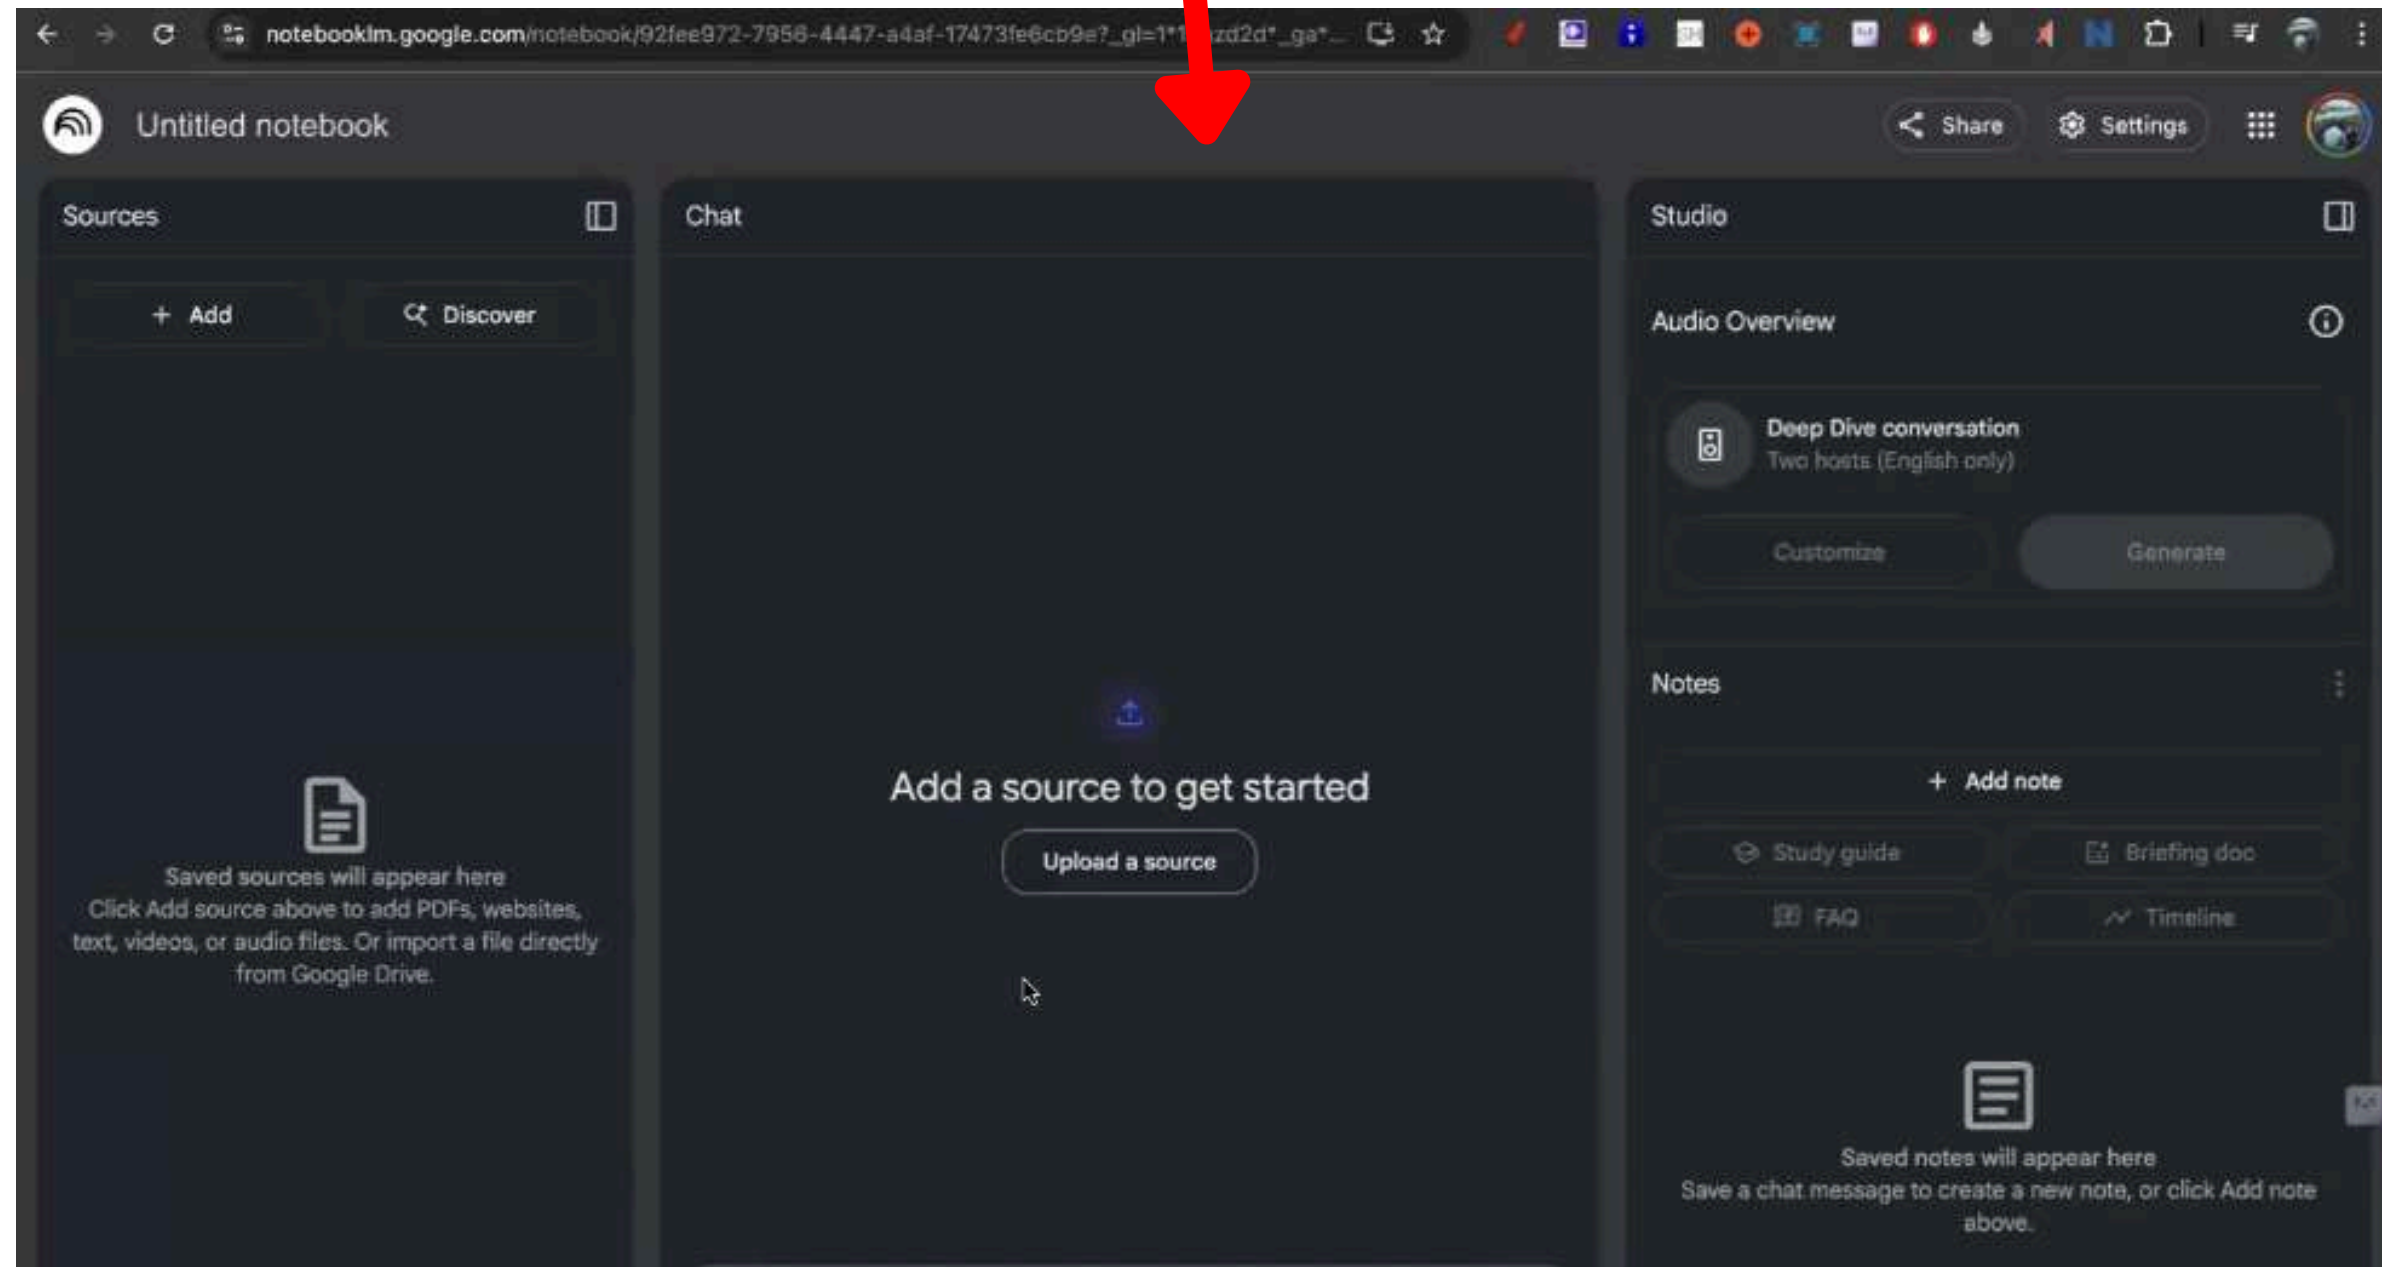 notebooklm.google.com/notebook/92fee972-7956-4447-a4af-17473fe6cb9e?_gl=1*1 zd2d*_ga*...
Untitled notebook
Share
Settings
Sources
+ Add
Discover
Saved sources will appear here
Click Add source above to add PDFs, websites,
text, videos, or audio files. Or import a file directly
from Google Drive.
Chat
Add a source to get started
Upload a source
Studio
Audio Overview
Deep Dive conversation
Two hosts (English only)
Customize
Generate
Notes
+ Add note
Study guide
Briefing doc
FAQ
Timeline
Saved notes will appear here
Save a chat message to create a new note, or click Add note
above.